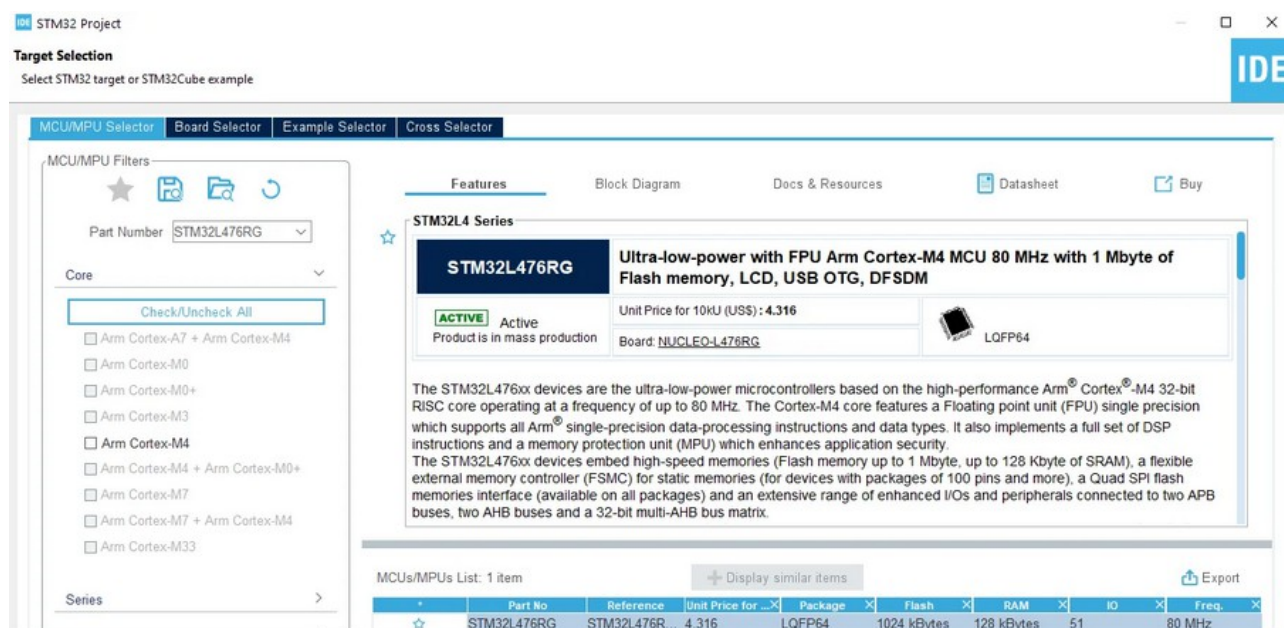 IDE STM32 Project
Target Selection
Select STM32 target or STM32Cube example
IDE
MCU/MPU Selector Board Selector Example Selector Cross Selector
MCU/MPU Filters
Part Number STM32L476RG
Core
Check/Uncheck All
Arm Cortex-A7 + Arm Cortex-M4
Arm Cortex-M0
Arm Cortex-M0+
Arm Cortex-M3
Arm Cortex-M4
Arm Cortex-M4 + Arm Cortex-M0+
Arm Cortex-M7
Arm Cortex-M7 + Arm Cortex-M4
Arm Cortex-M33
Series
Features Block Diagram Docs & Resources Datasheet Buy
STM32L4 Series
STM32L476RG
Ultra-low-power with FPU Arm Cortex-M4 MCU 80 MHz with 1 Mbyte of
Flash memory, LCD, USB OTG, DFSDM
ACTIVE Active
Product is in mass production
Unit Price for 10kU (US$) : 4.316
Board: NUCLEO-L476RG
LQFP64
The STM32L476xx devices are the ultra-low-power microcontrollers based on the high-performance Arm® Cortex®-M4 32-bit
RISC core operating at a frequency of up to 80 MHz. The Cortex-M4 core features a Floating point unit (FPU) single precision
which supports all Arm® single-precision data-processing instructions and data types. It also implements a full set of DSP
instructions and a memory protection unit (MPU) which enhances application security.
The STM32L476xx devices embed high-speed memories (Flash memory up to 1 Mbyte, up to 128 Kbyte of SRAM), a flexible
external memory controller (FSMC) for static memories (for devices with packages of 100 pins and more), a Quad SPI flash
memories interface (available on all packages) and an extensive range of enhanced I/Os and peripherals connected to two APB
buses, two AHB buses and a 32-bit multi-AHB bus matrix.
MCUs/MPUs List: 1 item + Display similar items Export
* Part No Reference Unit Price for ... X Package X Flash X RAM X IO X Freq. X
STM32L476RG STM32L476R... 4.316 LQFP64 1024 kBytes 128 kBytes 51 80 MHz